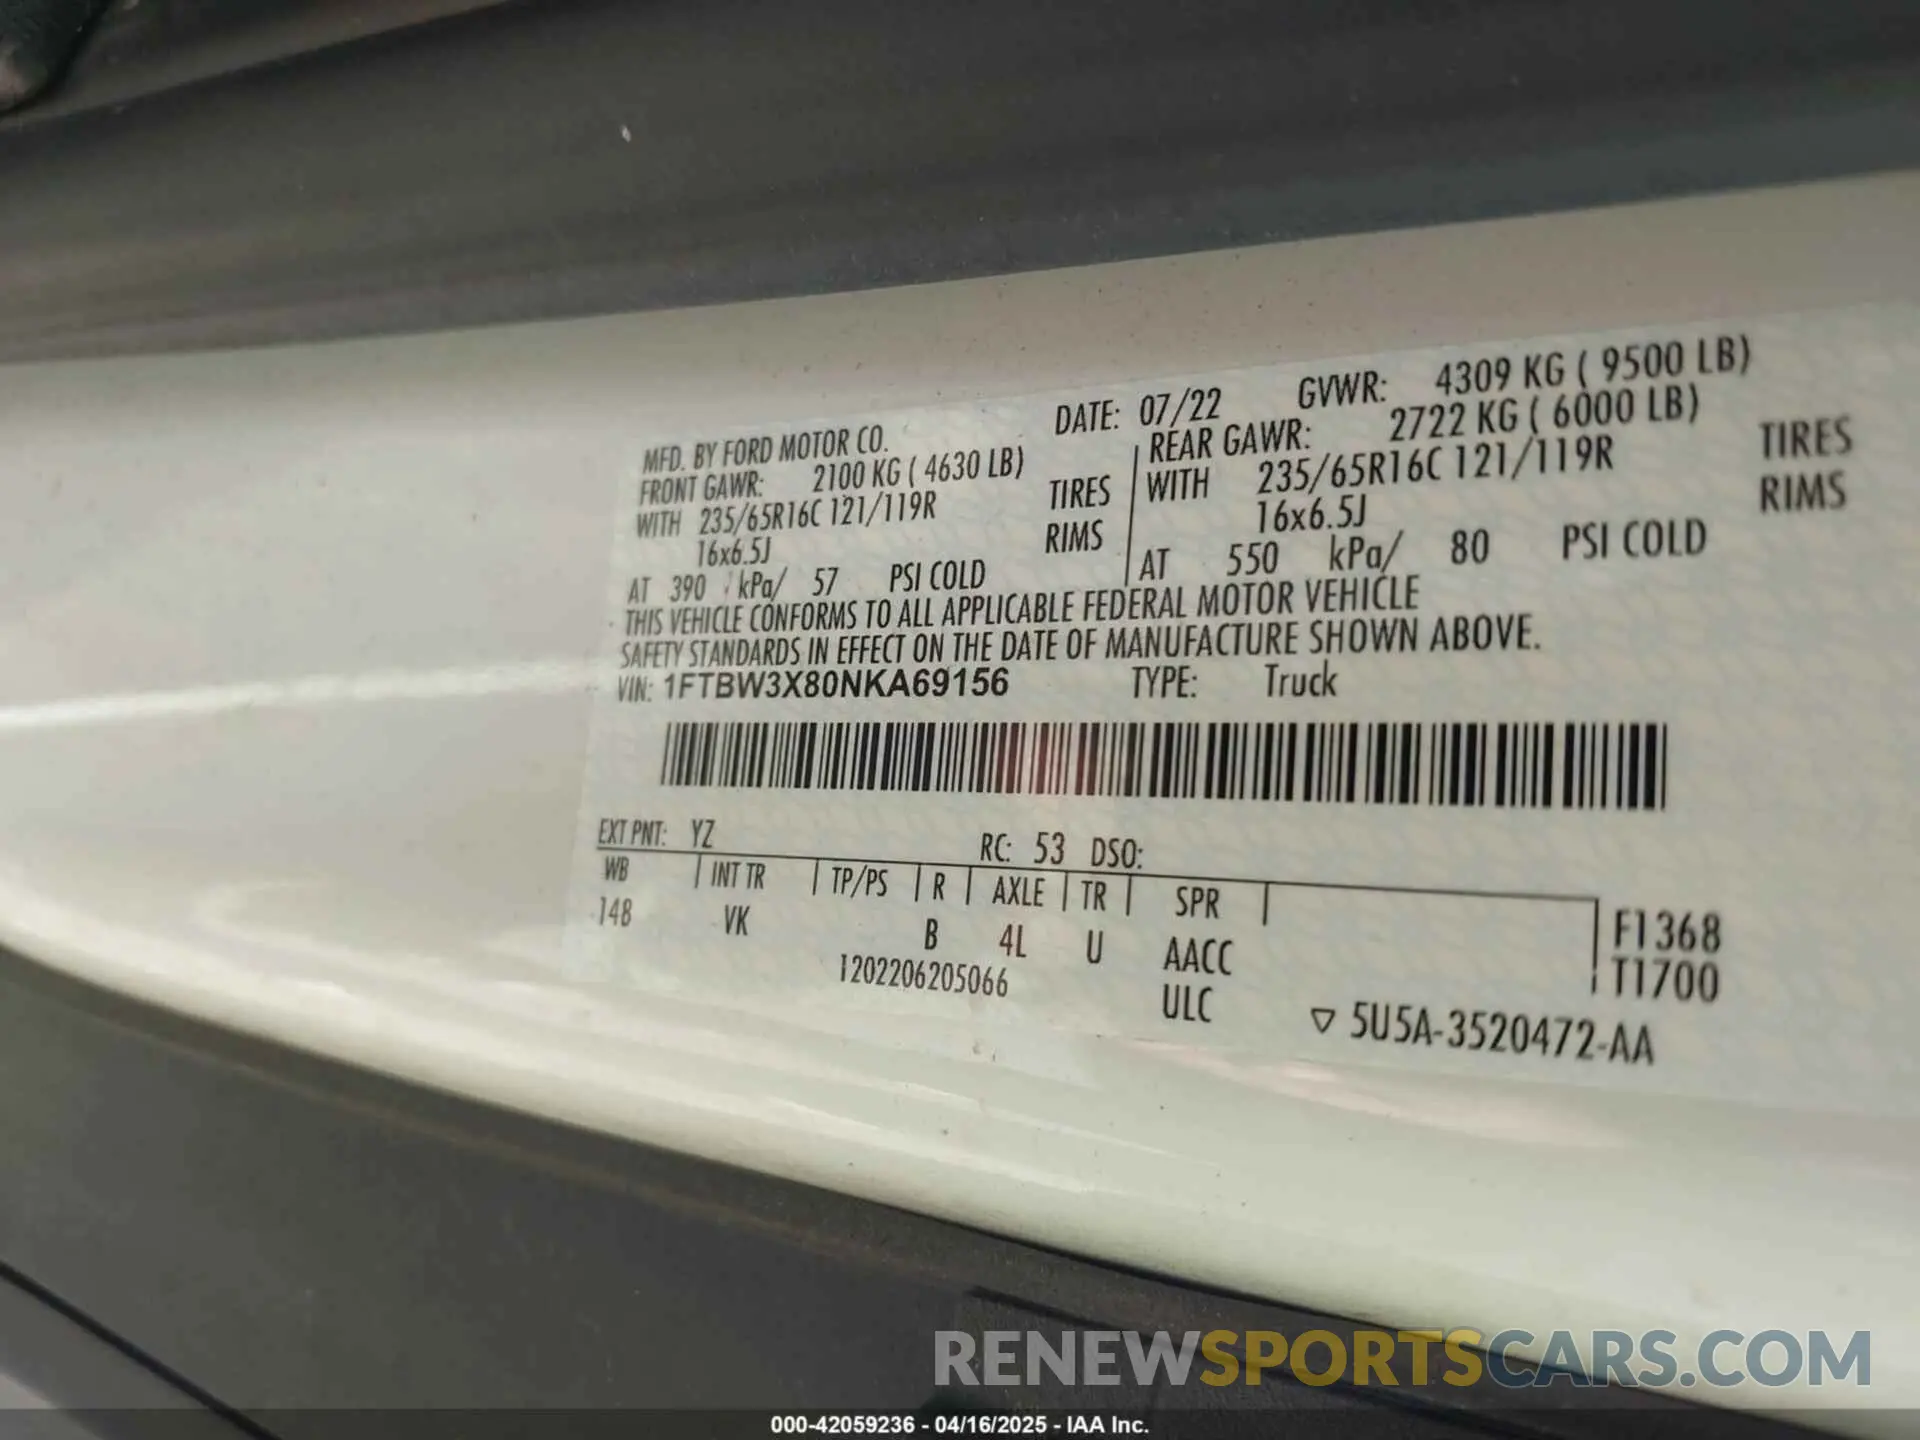 MFD. BY FORD MOTOR CO. DATE: 07/22 GVWR: 4309 KG ( 9500 LB)
FRONT GAWR: 2100 KG ( 4630 LB) REAR GAWR: 2722 KG ( 6000 LB)
WITH 235/65R16C 121/119R TIRES WITH 235/65R16C 121/119R TIRES
16x6.5J RIMS 16x6.5J RIMS
AT 390 kPa/ 57 PSI COLD AT 550 kPa/ 80 PSI COLD
THIS VEHICLE CONFORMS TO ALL APPLICABLE FEDERAL MOTOR VEHICLE
SAFETY STANDARDS IN EFFECT ON THE DATE OF MANUFACTURE SHOWN ABOVE.
VIN: 1FTBW3X80NKA69156 TYPE: Truck
EXT PNT: YZ RC: 53 DSO:
WB INT TR TP/PS R AXLE TR SPR
148 VK B 4L U AACC F1368
1202206205066 ULC T1700
▽ 5U5A-3520472-AA
RENEWSPORTSCARS.COM
000-42059236 - 04/16/2025 - IAA Inc.